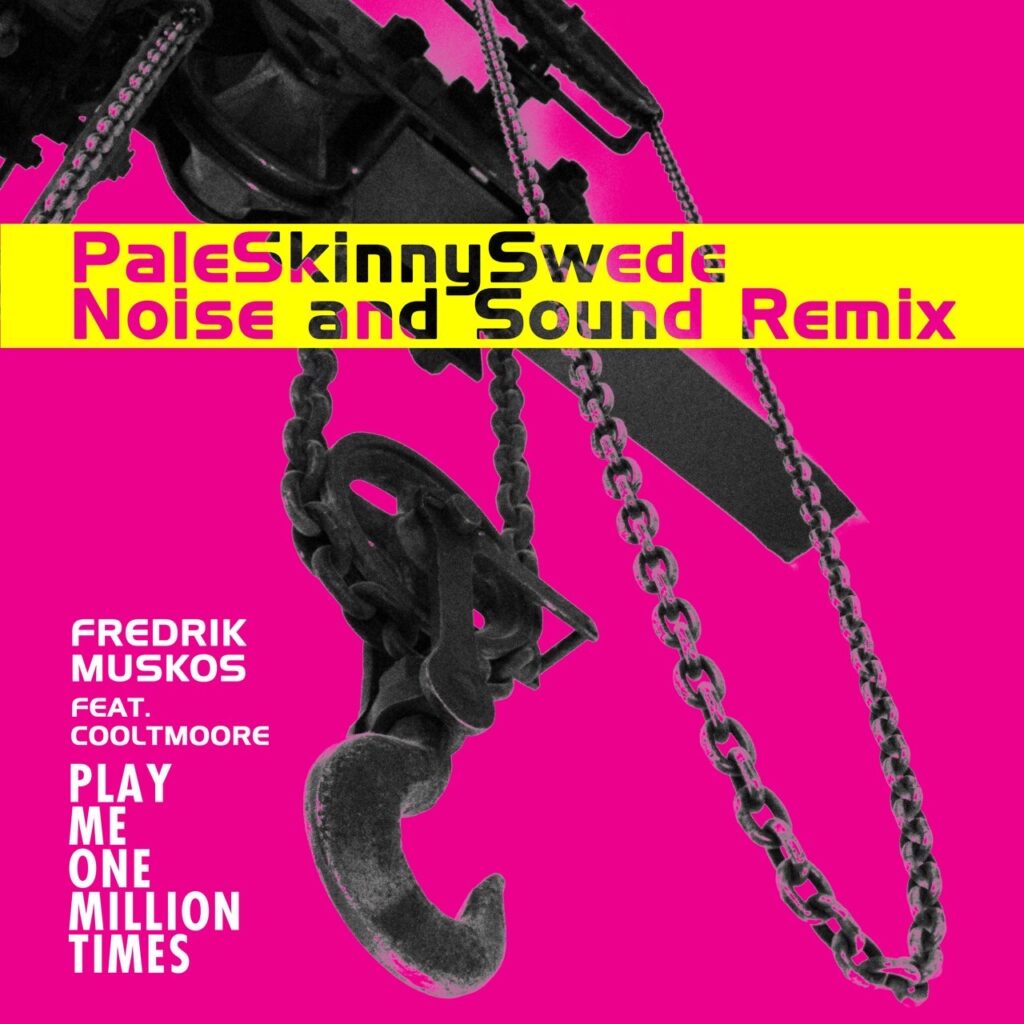 PaleSkinnySwede
Noise and Sound Remix
FREDRIK
MUSKOS
FEAT.
COOLTMOORE
PLAY
ME
ONE
MILLION
TIMES